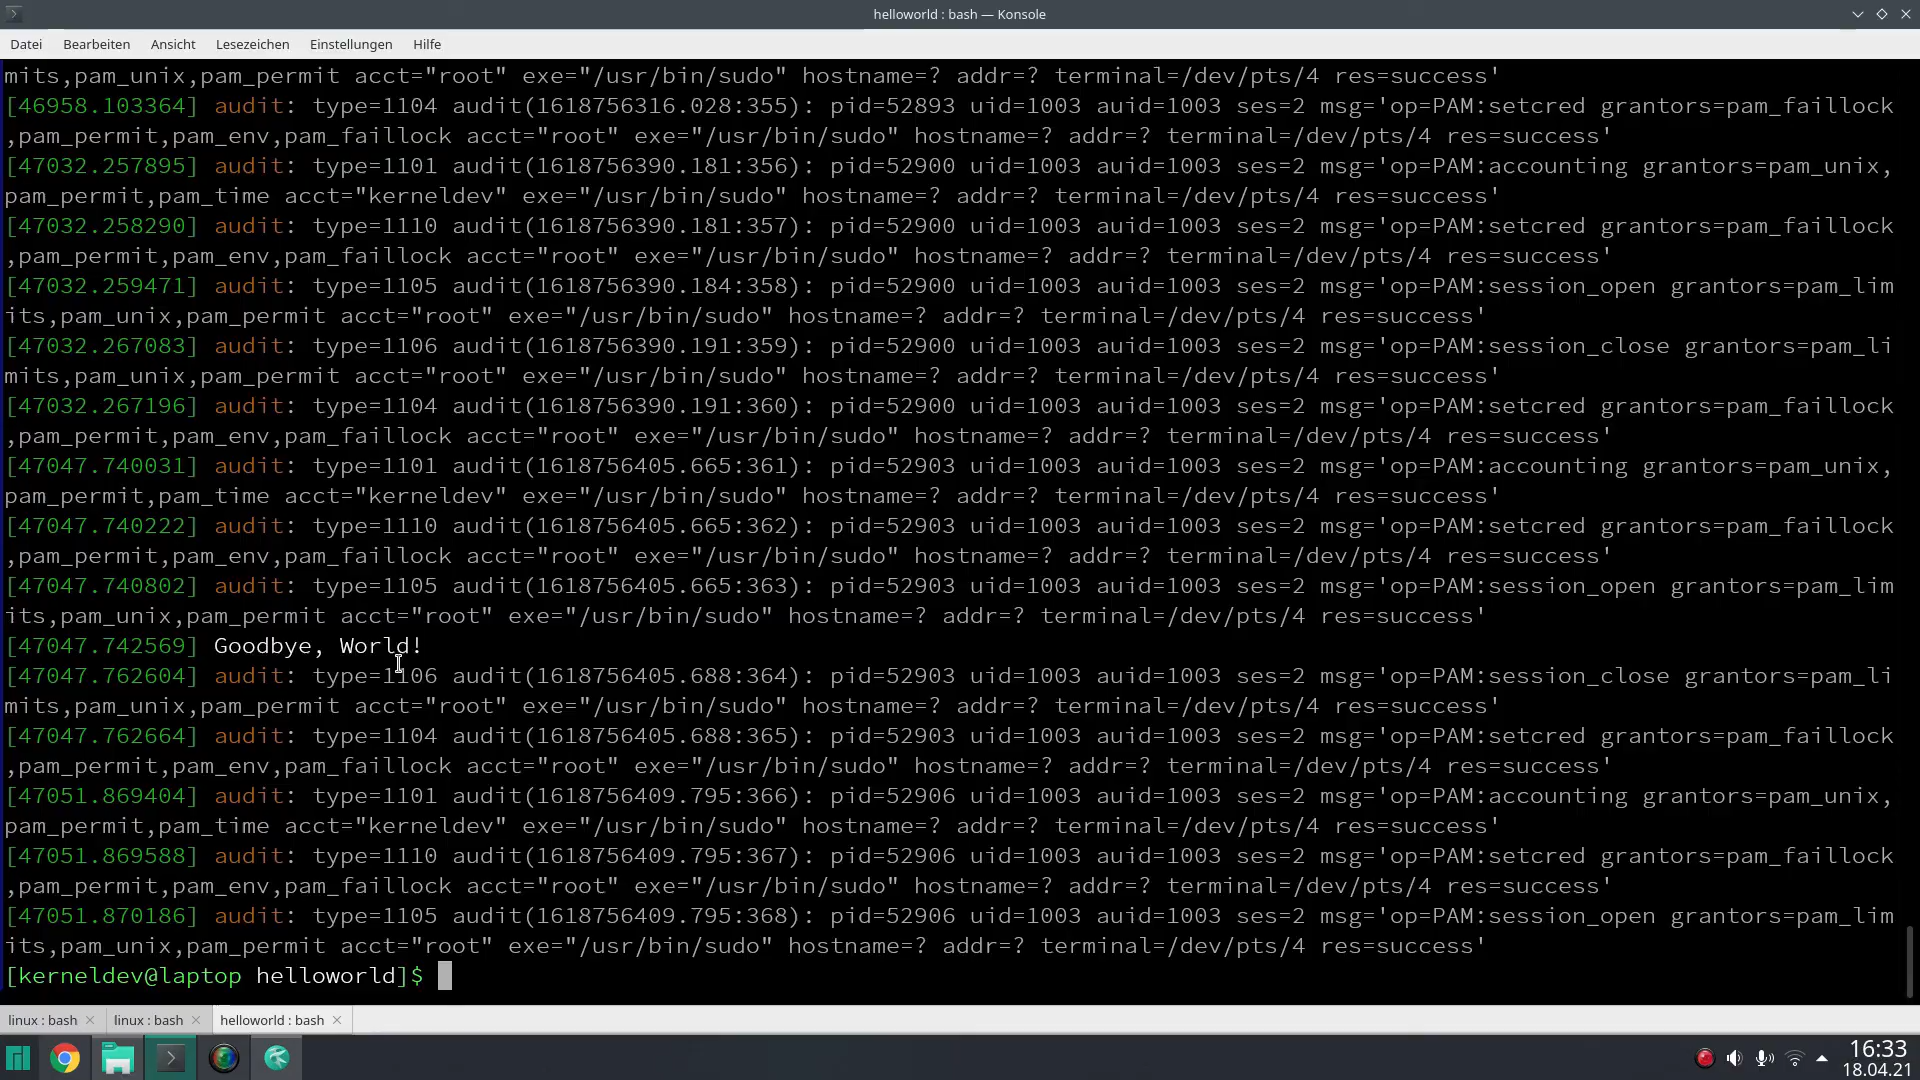 helloworld : bash — Konsole
Datei Bearbeiten Ansicht Lesezeichen Einstellungen Hilfe
mits,pam_unix,pam_permit acct="root" exe="/usr/bin/sudo" hostname=? addr=? terminal=/dev/pts/4 res=success'
[46958.103364] audit: type=1104 audit(1618756316.028:355): pid=52893 uid=1003 auid=1003 ses=2 msg='op=PAM:setcred grantors=pam_faillock
,pam_permit,pam_env,pam_faillock acct="root" exe="/usr/bin/sudo" hostname=? addr=? terminal=/dev/pts/4 res=success'
[47032.257895] audit: type=1101 audit(1618756390.181:356): pid=52900 uid=1003 auid=1003 ses=2 msg='op=PAM:accounting grantors=pam_unix,
pam_permit,pam_time acct="kerneldev" exe="/usr/bin/sudo" hostname=? addr=? terminal=/dev/pts/4 res=success'
[47032.258290] audit: type=1110 audit(1618756390.181:357): pid=52900 uid=1003 auid=1003 ses=2 msg='op=PAM:setcred grantors=pam_faillock
,pam_permit,pam_env,pam_faillock acct="root" exe="/usr/bin/sudo" hostname=? addr=? terminal=/dev/pts/4 res=success'
[47032.259471] audit: type=1105 audit(1618756390.184:358): pid=52900 uid=1003 auid=1003 ses=2 msg='op=PAM:session_open grantors=pam_lim
its,pam_unix,pam_permit acct="root" exe="/usr/bin/sudo" hostname=? addr=? terminal=/dev/pts/4 res=success'
[47032.267083] audit: type=1106 audit(1618756390.191:359): pid=52900 uid=1003 auid=1003 ses=2 msg='op=PAM:session_close grantors=pam_li
mits,pam_unix,pam_permit acct="root" exe="/usr/bin/sudo" hostname=? addr=? terminal=/dev/pts/4 res=success'
[47032.267196] audit: type=1104 audit(1618756390.191:360): pid=52900 uid=1003 auid=1003 ses=2 msg='op=PAM:setcred grantors=pam_faillock
,pam_permit,pam_env,pam_faillock acct="root" exe="/usr/bin/sudo" hostname=? addr=? terminal=/dev/pts/4 res=success'
[47047.740031] audit: type=1101 audit(1618756405.665:361): pid=52903 uid=1003 auid=1003 ses=2 msg='op=PAM:accounting grantors=pam_unix,
pam_permit,pam_time acct="kerneldev" exe="/usr/bin/sudo" hostname=? addr=? terminal=/dev/pts/4 res=success'
[47047.740222] audit: type=1110 audit(1618756405.665:362): pid=52903 uid=1003 auid=1003 ses=2 msg='op=PAM:setcred grantors=pam_faillock
,pam_permit,pam_env,pam_faillock acct="root" exe="/usr/bin/sudo" hostname=? addr=? terminal=/dev/pts/4 res=success'
[47047.740802] audit: type=1105 audit(1618756405.665:363): pid=52903 uid=1003 auid=1003 ses=2 msg='op=PAM:session_open grantors=pam_lim
its,pam_unix,pam_permit acct="root" exe="/usr/bin/sudo" hostname=? addr=? terminal=/dev/pts/4 res=success'
[47047.742569] Goodbye, World!
[47047.762604] audit: type=1106 audit(1618756405.688:364): pid=52903 uid=1003 auid=1003 ses=2 msg='op=PAM:session_close grantors=pam_li
mits,pam_unix,pam_permit acct="root" exe="/usr/bin/sudo" hostname=? addr=? terminal=/dev/pts/4 res=success'
[47047.762664] audit: type=1104 audit(1618756405.688:365): pid=52903 uid=1003 auid=1003 ses=2 msg='op=PAM:setcred grantors=pam_faillock
,pam_permit,pam_env,pam_faillock acct="root" exe="/usr/bin/sudo" hostname=? addr=? terminal=/dev/pts/4 res=success'
[47051.869404] audit: type=1101 audit(1618756409.795:366): pid=52906 uid=1003 auid=1003 ses=2 msg='op=PAM:accounting grantors=pam_unix,
pam_permit,pam_time acct="kerneldev" exe="/usr/bin/sudo" hostname=? addr=? terminal=/dev/pts/4 res=success'
[47051.869588] audit: type=1110 audit(1618756409.795:367): pid=52906 uid=1003 auid=1003 ses=2 msg='op=PAM:setcred grantors=pam_faillock
,pam_permit,pam_env,pam_faillock acct="root" exe="/usr/bin/sudo" hostname=? addr=? terminal=/dev/pts/4 res=success'
[47051.870186] audit: type=1105 audit(1618756409.795:368): pid=52906 uid=1003 auid=1003 ses=2 msg='op=PAM:session_open grantors=pam_lim
its,pam_unix,pam_permit acct="root" exe="/usr/bin/sudo" hostname=? addr=? terminal=/dev/pts/4 res=success'
[kerneldev@laptop helloworld]$
linux : bash linux : bash helloworld : bash
16:33
18.04.21